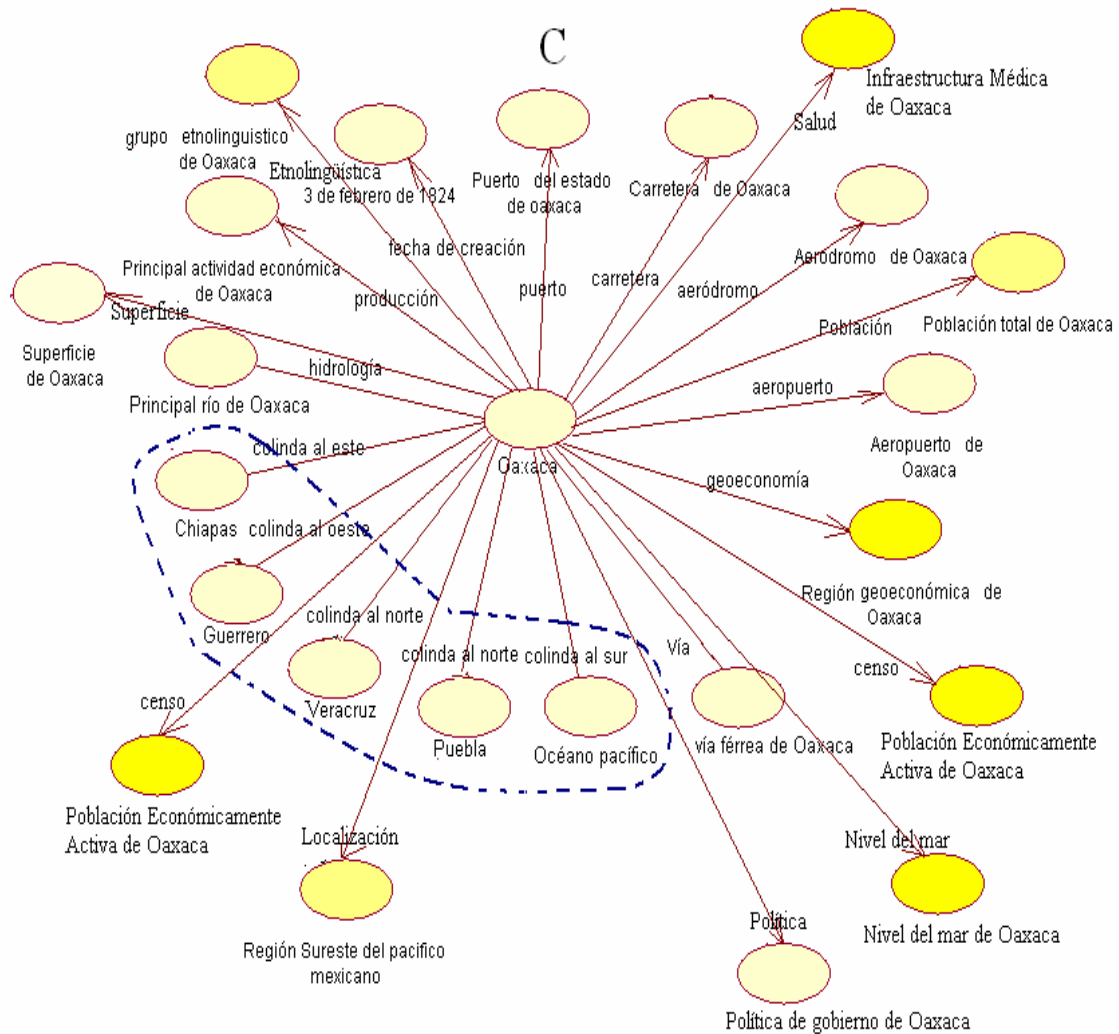 C
Infraestructura Médica
de Oaxaca
Salud
grupo etnolinguistico
de Oaxaca
Etnolingüística
3 de febrero de 1824
Puerto del estado
de oaxaca
Carretera de Oaxaca
fecha de creación
Principal actividad económica
de Oaxaca
producción
puerto
carretera
aeródromo
Aeródromo de Oaxaca
Población
Población total de Oaxaca
Superficie
Superficie
de Oaxaca
hidrología
Principal río de Oaxaca
aeropuerto
Aeropuerto de
Oaxaca
colinda al este
Oaxaca
geoeconomía
Chiapas
colinda al oeste
Región geoeconómica de
Oaxaca
Guerrero
colinda al norte
colinda al norte
colinda al sur
Vía
censo
censo
Veracruz
Puebla
Océano pacífico
vía férrea de Oaxaca
Población Económicamente
Activa de Oaxaca
Población Económicamente
Activa de Oaxaca
Localización
Nivel del mar
Nivel del mar de Oaxaca
Región Sureste del pacifico
mexicano
Política
Política de gobierno de Oaxaca